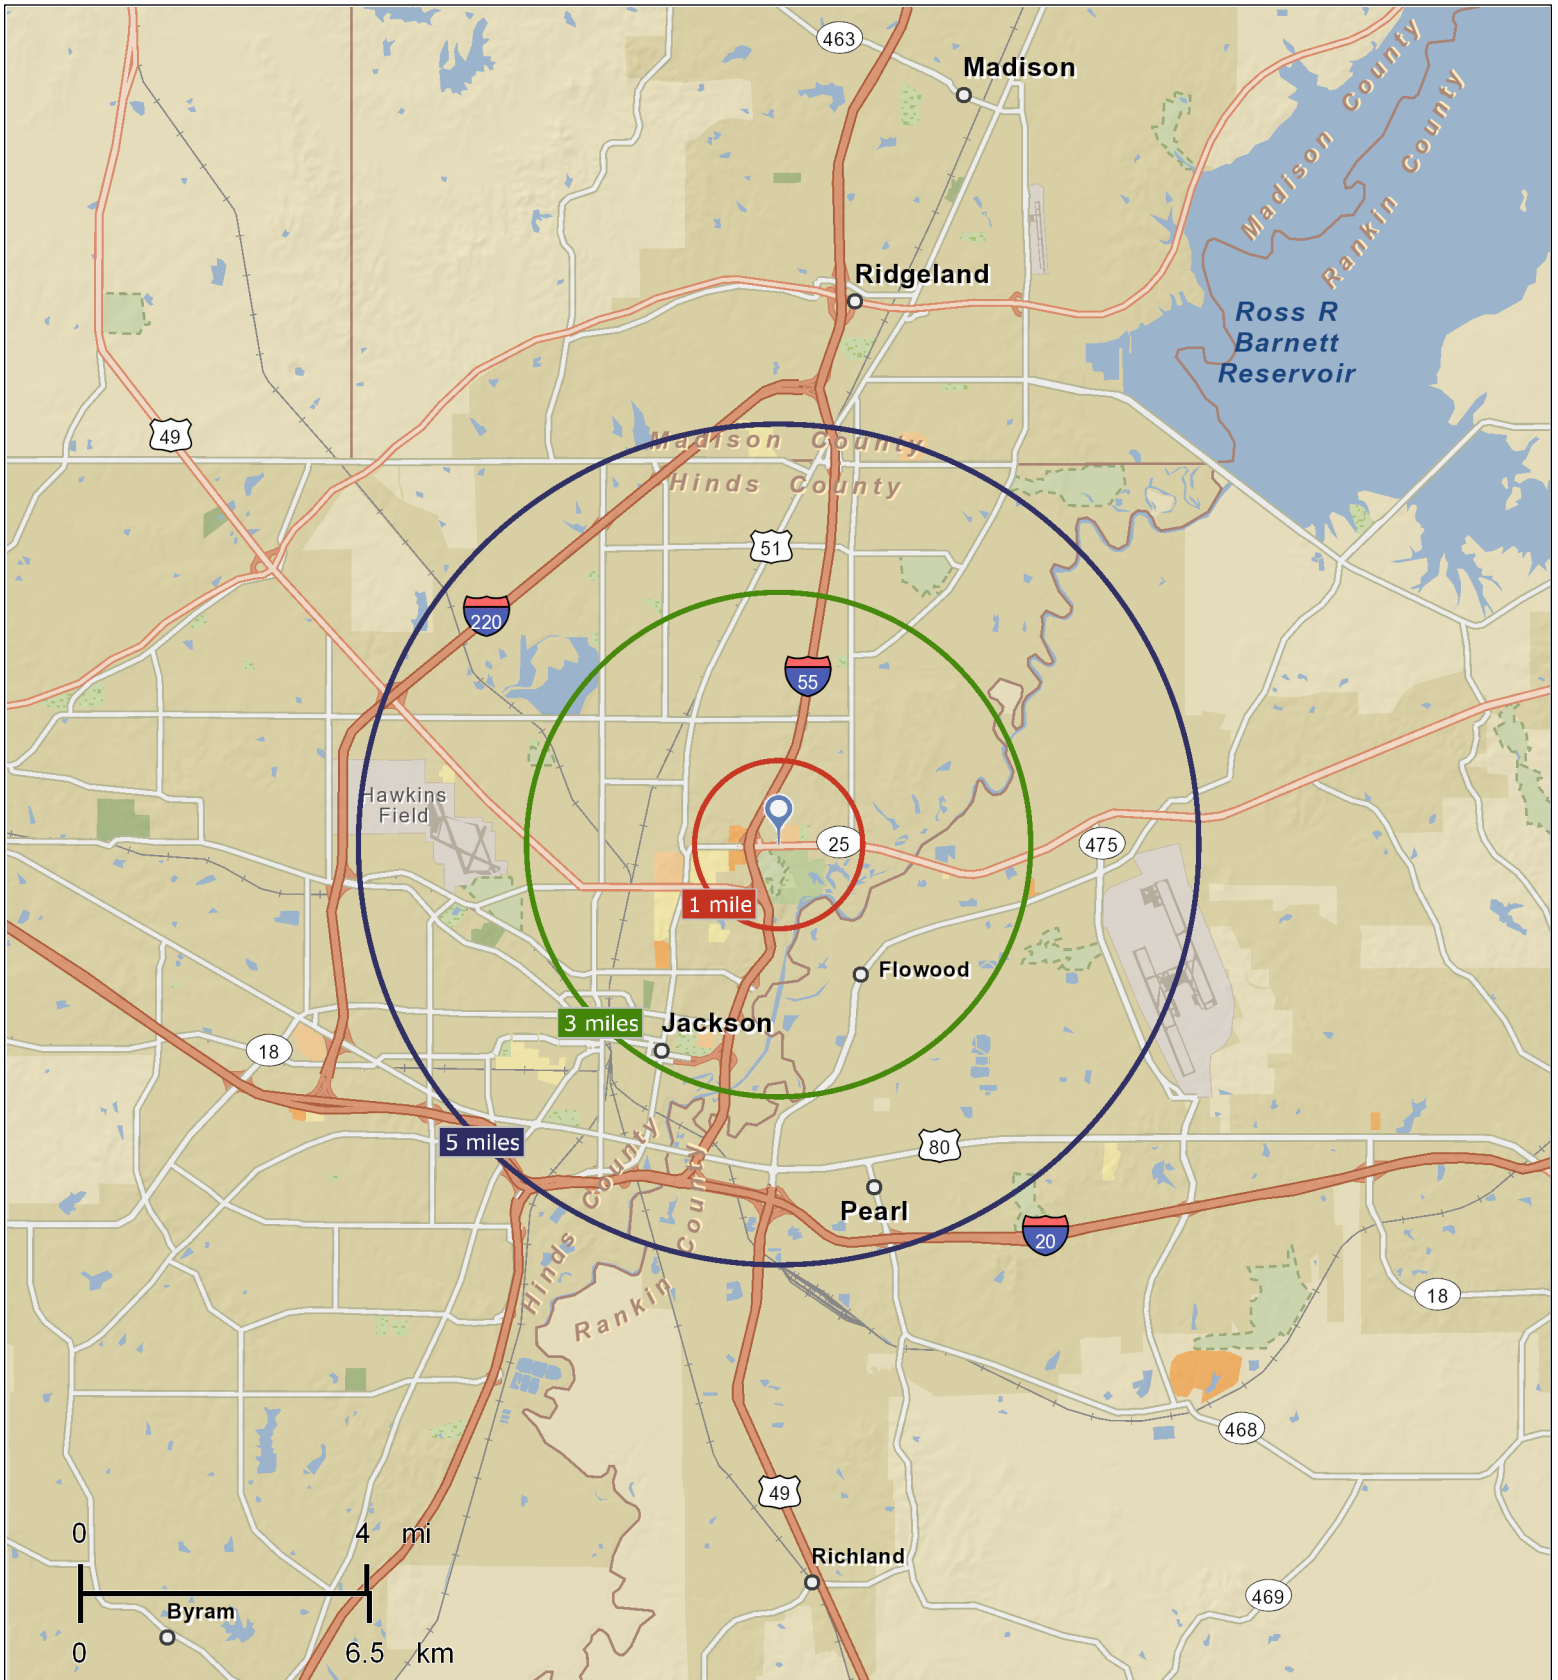 463
Madison
Madison County
Rankin County
Ridgeland
Ross R
Barnett
Reservoir
49
Madison County
Hinds County
51
220
55
Hawkins
Field
25
475
1 mile
Flowood
3 miles
Jackson
18
5 miles
80
Hinds County
Rankin County
Pearl
20
18
468
49
0 4 mi
Richland
469
Byram
0 6.5 km